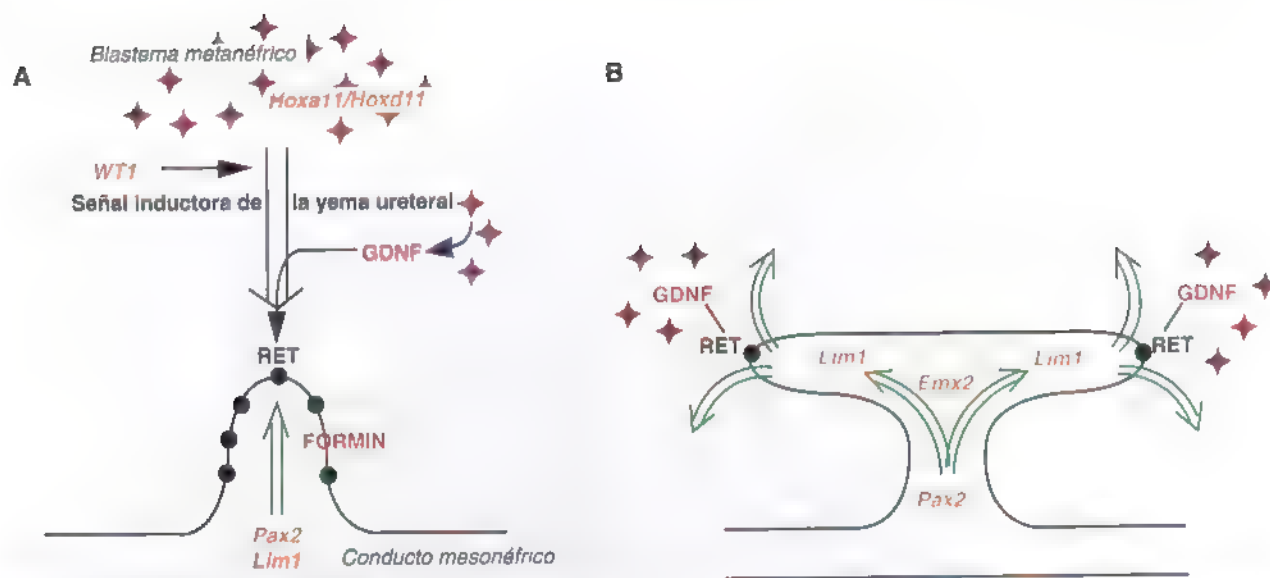 A
Blastema metanéfrico
Hoxa11/Hoxd11
WT1
Señal inductora de la yema ureteral
GDNF
RET
FORMIN
Pax2
Lim1
Conducto mesonéfrico
B
GDNF
RET
Lim1
Emx2
Lim1
GDNF
RET
Pax2